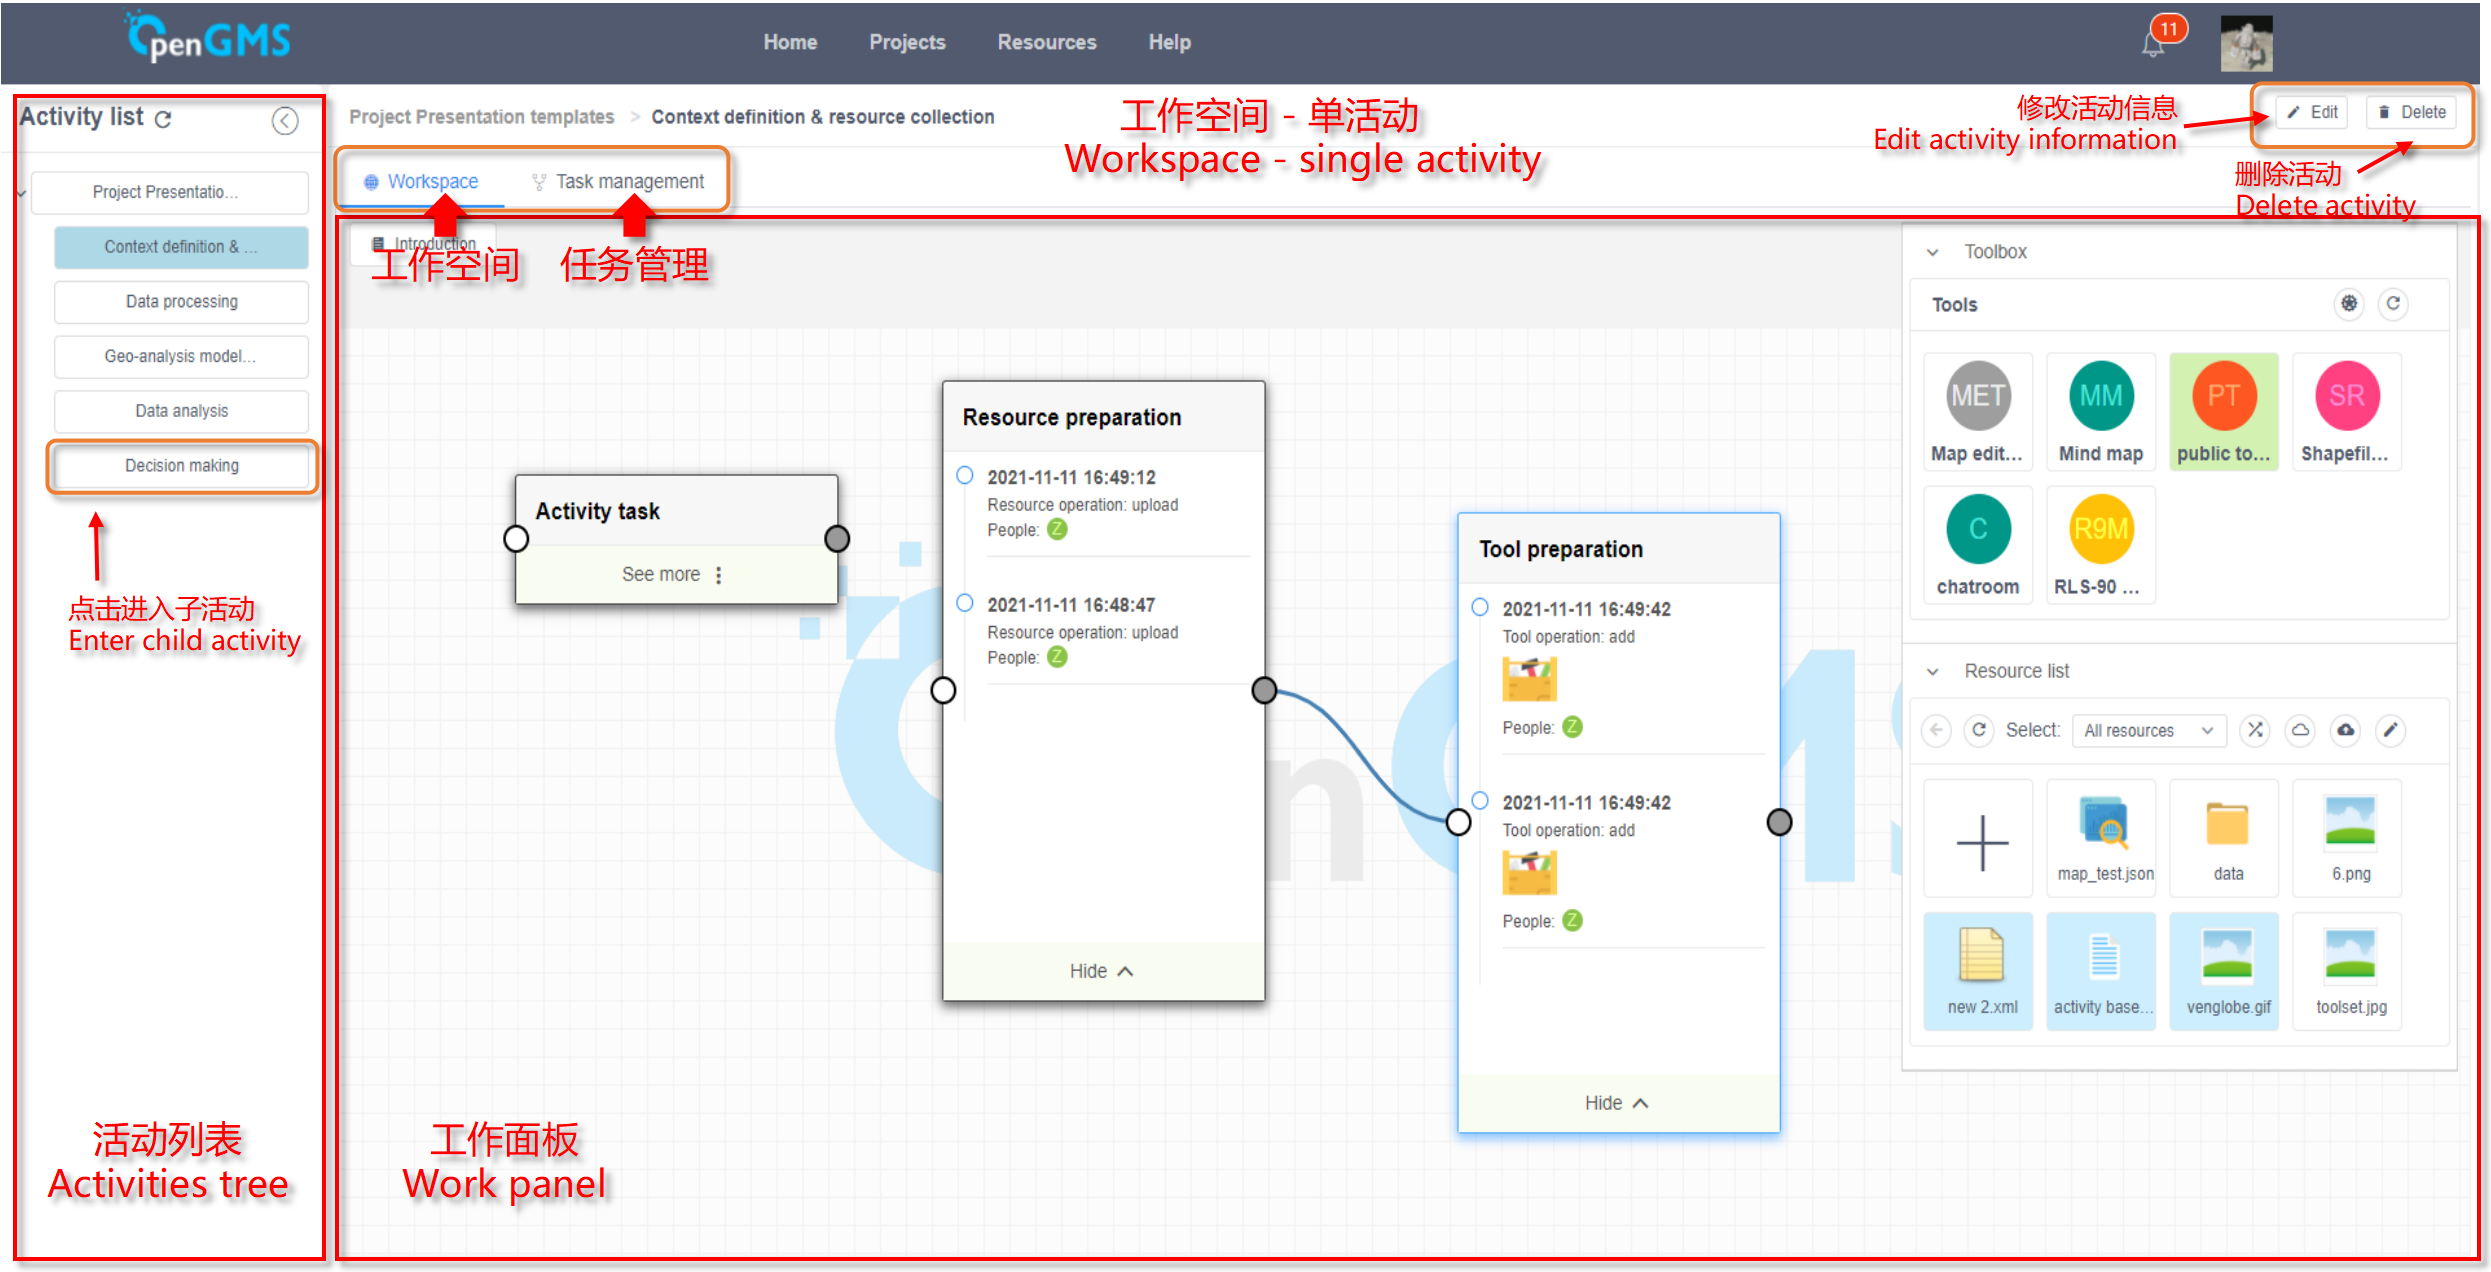 OpenGMS
Home
Projects
Resources
Help
11
Activity list
Project Presentatio...
Context definition & ...
Data processing
Geo-analysis model...
Data analysis
Decision making
点击进入子活动
Enter child activity
活动列表
Activities tree
Project Presentation templates > Context definition & resource collection
工作空间 - 单活动
Workspace - single activity
修改活动信息
Edit activity information
Edit
Delete
删除活动
Delete activity
Workspace
Task management
Introduction
工作空间
任务管理
Activity task
See more
Resource preparation
2021-11-11 16:49:12
Resource operation: upload
People: Z
2021-11-11 16:48:47
Resource operation: upload
People: Z
Hide
Tool preparation
2021-11-11 16:49:42
Tool operation: add
People: Z
2021-11-11 16:49:42
Tool operation: add
People: Z
Hide
工作面板
Work panel
Toolbox
Tools
MET
Map edit...
MM
Mind map
PT
public to...
SR
Shapefil...
C
chatroom
R9M
RLS-90 ...
Resource list
Select: All resources
map_test.json
data
6.png
new 2.xml
activity base...
venglobe.gif
toolset.jpg